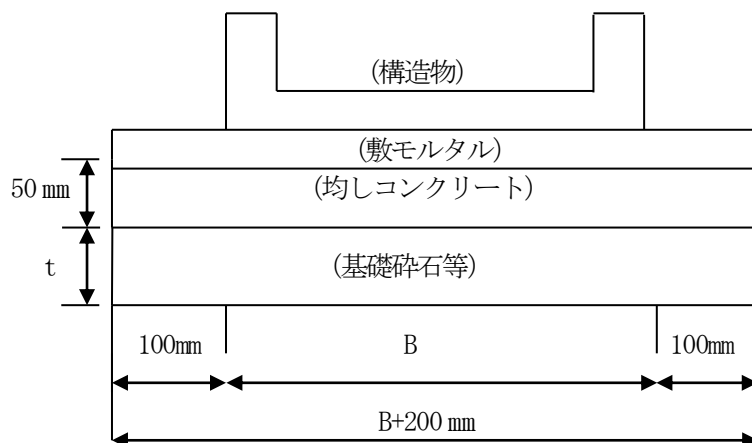 (構造物)
(敷モルタル)
50 mm
(均しコンクリート)
t
(基礎砕石等)
100mm
B
100mm
B+200 mm